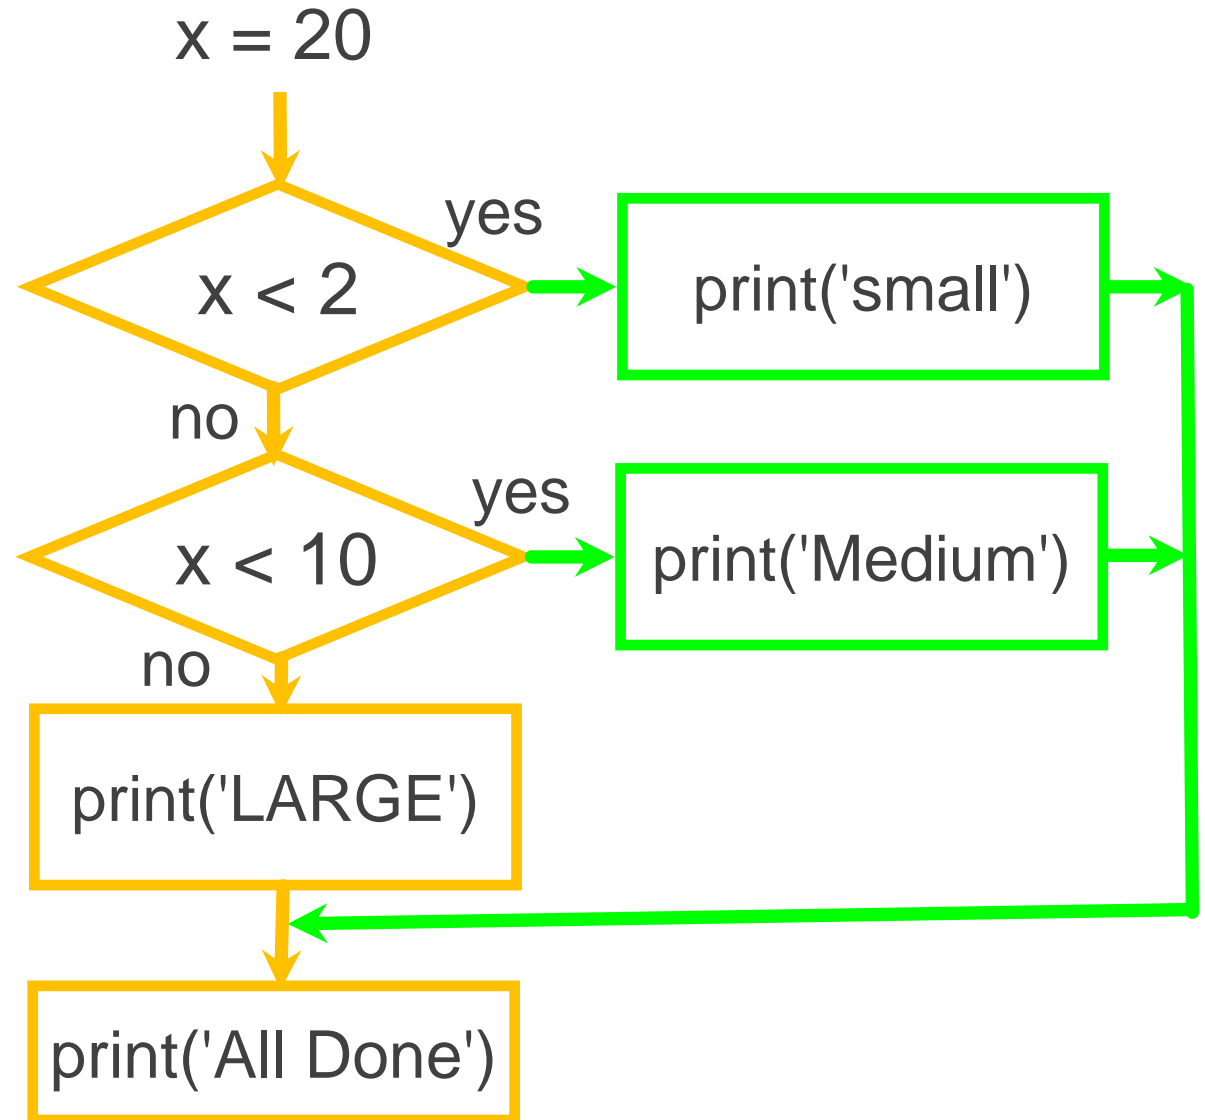 x = 20
yes
x < 2
print('small')
no
yes
x < 10
print('Medium')
no
print('LARGE')
print('All Done')